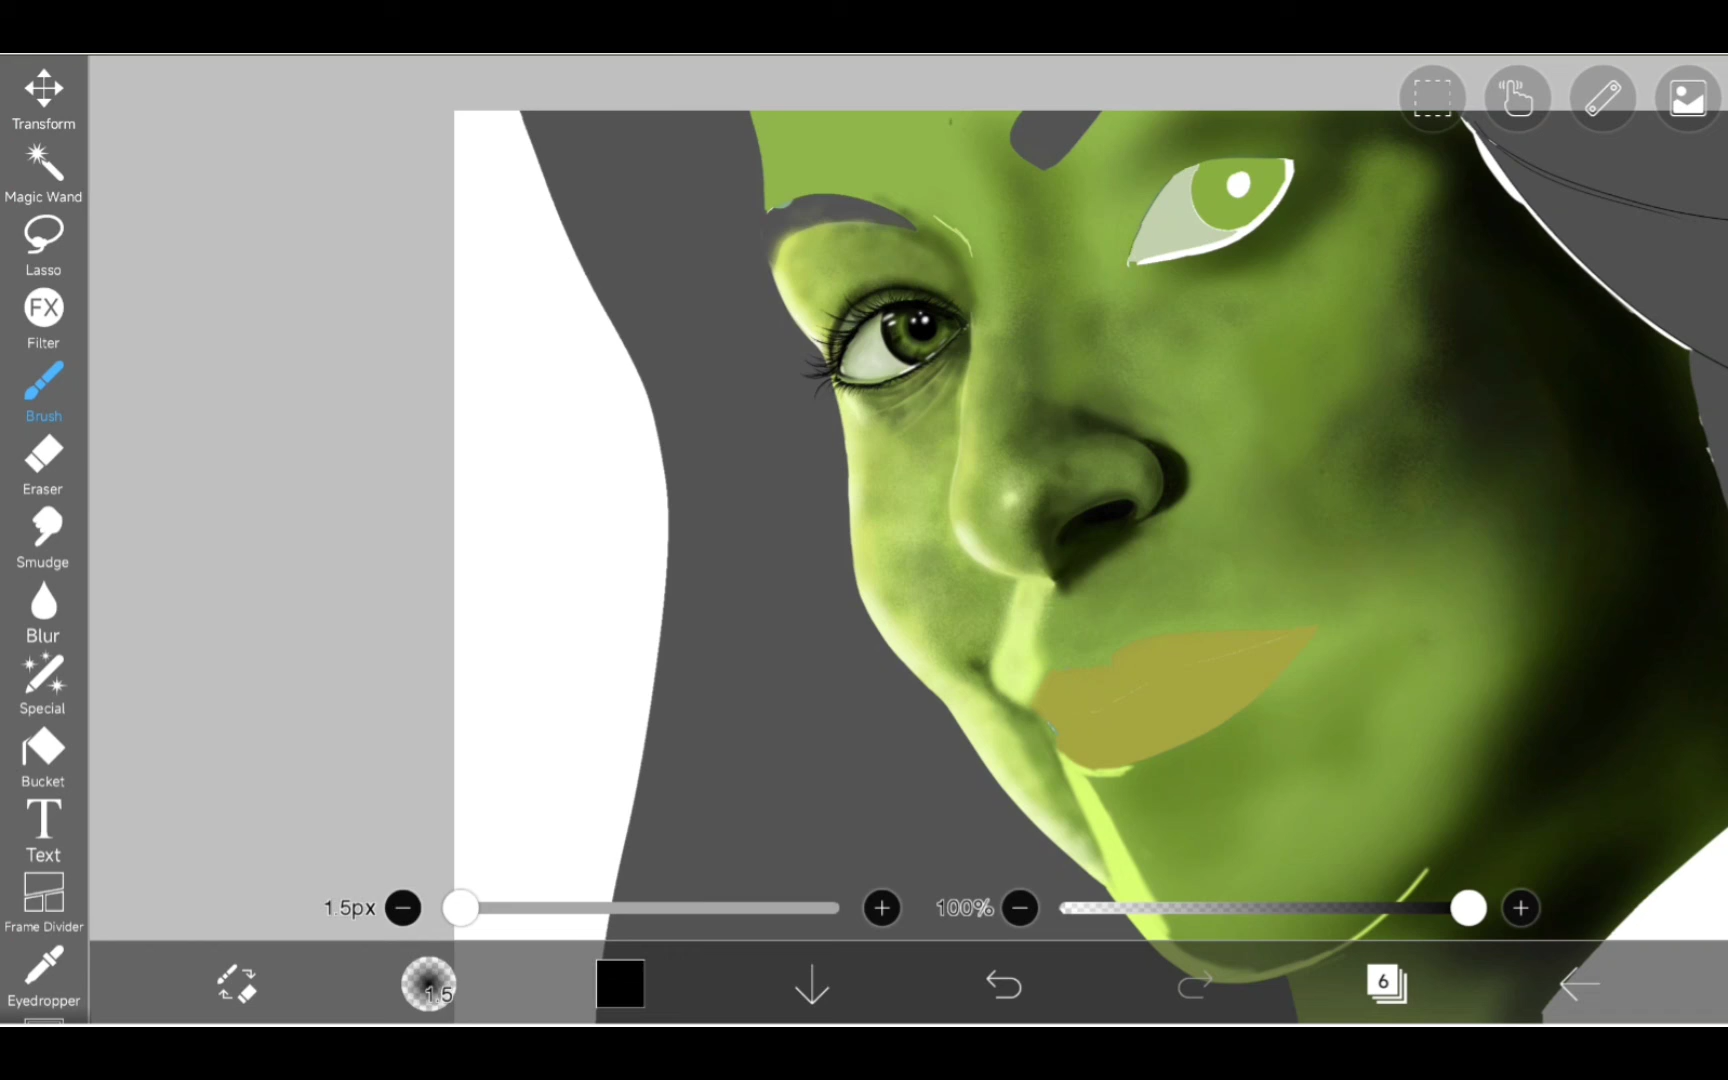 Transform
Magic Wand
Lasso
FX
Filter
Brush
Eraser
Smudge
Blur
Special
Bucket
T
Text
Frame Divider
Eyedropper
1.5px
100%
1.5
6